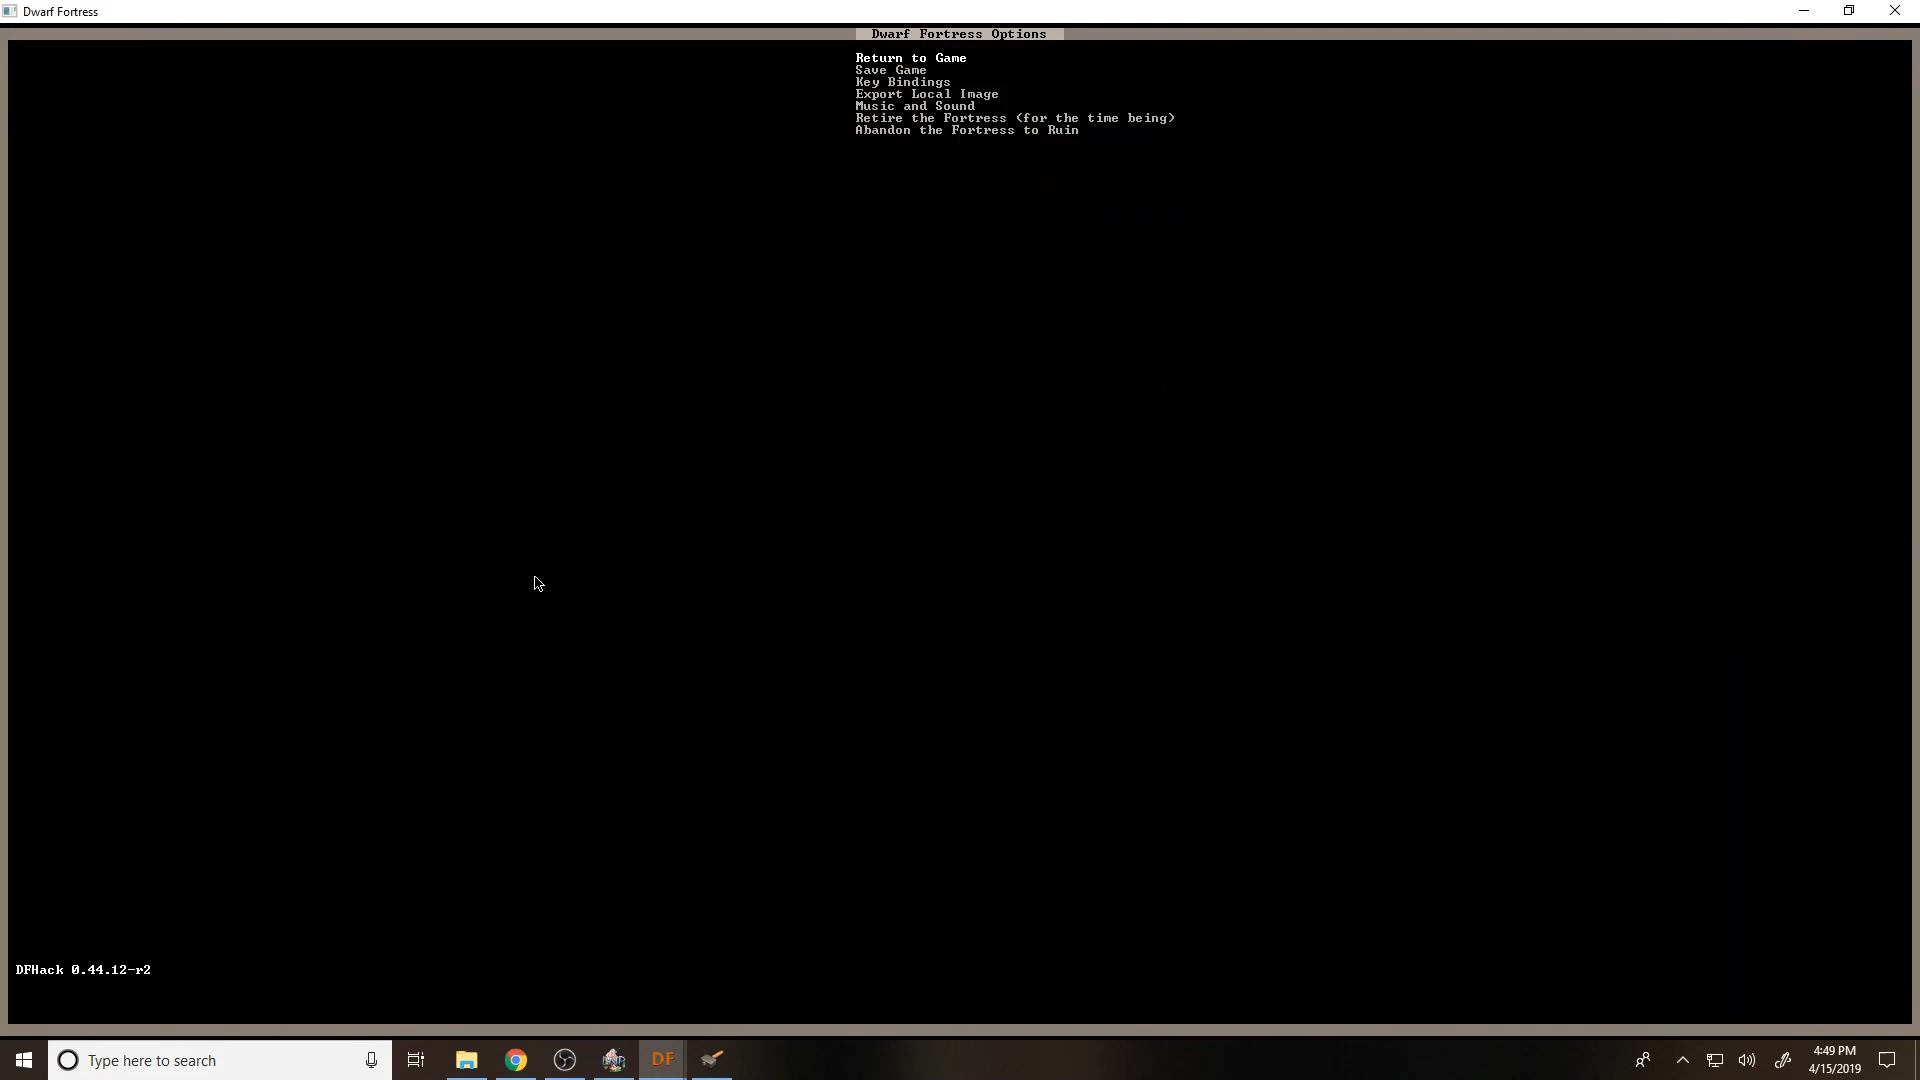 Dwarf Fortress
Dwarf Fortress Options
Return to Game
Save Game
Key Bindings
Export Local Image
Music and Sound
Retire the Fortress (for the time being)
Abandon the Fortress to Ruin
DFHack 0.44.12-r2
Type here to search
DF
4:49 PM
4/15/2019